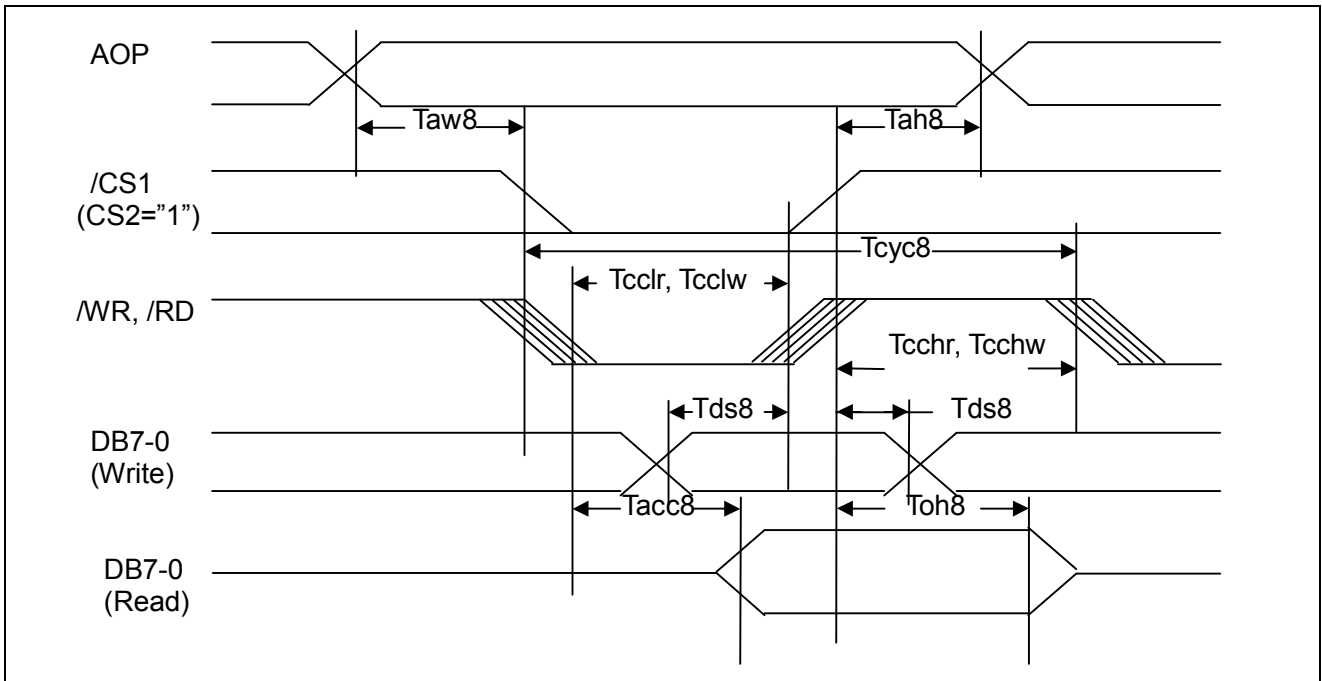 AOP
Taw8
Tah8
/CS1
(CS2=”1”)
Tcyc8
Tcclr, Tcclw
/WR, /RD
Tcchr, Tcchw
Tds8
Tds8
DB7-0
(Write)
Tacc8
Toh8
DB7-0
(Read)